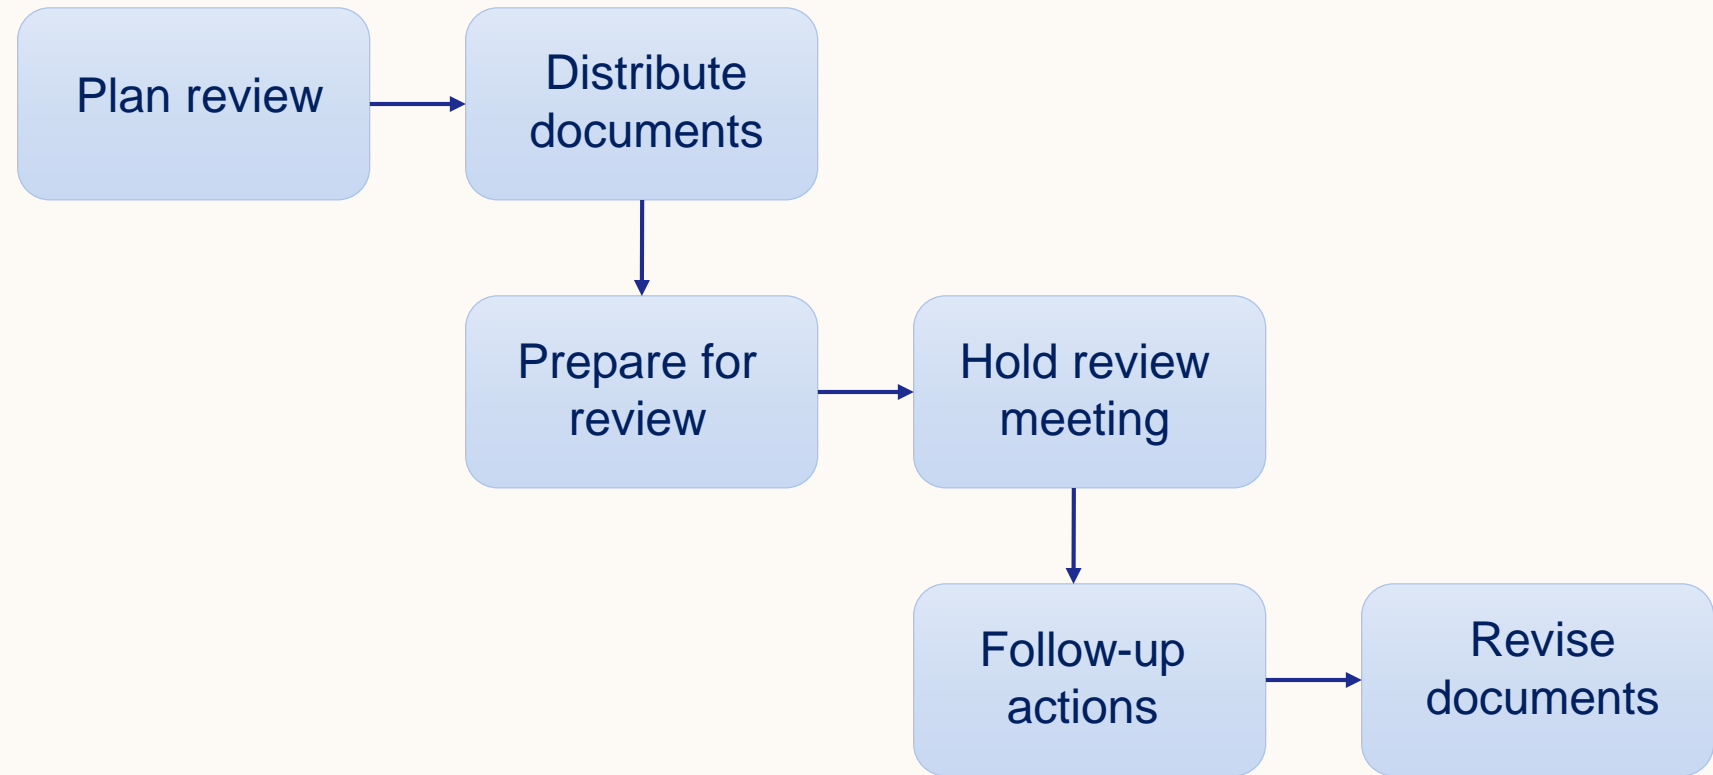 Plan review
Distribute
documents
Prepare for
review
Hold review
meeting
Follow-up
actions
Revise
documents